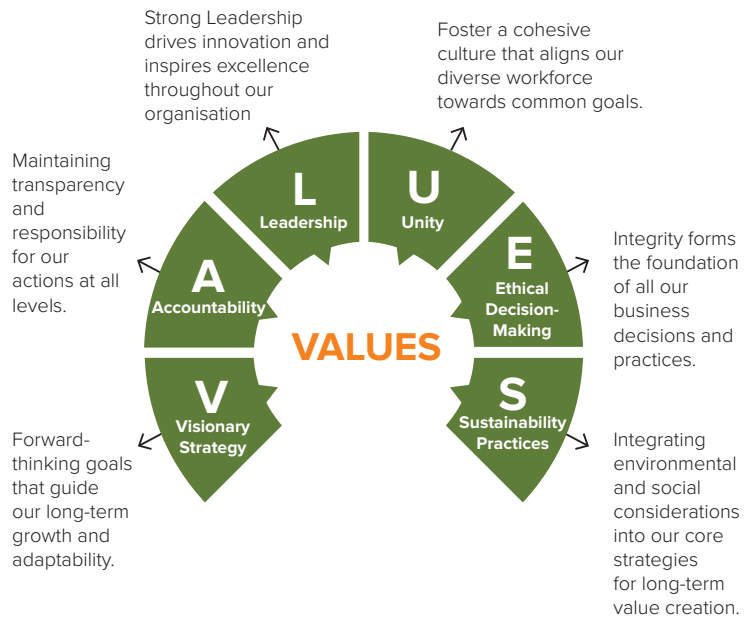 Strong Leadership
drives innovation and
inspires excellence
throughout our
organisation
Foster a cohesive
culture that aligns our
diverse workforce
towards common goals.
Maintaining
transparency
and
responsibility
for our
actions at all
levels.
L
Leadership
U
Unity
A
Accountability
E
Ethical
Decision-
Making
Integrity forms
the foundation
of all our
business
decisions and
practices.
VALUES
V
Visionary
Strategy
S
Sustainability
Practices
Forward-
thinking goals
that guide
our long-term
growth and
adaptability.
Integrating
environmental
and social
considerations
into our core
strategies
for long-term
value creation.